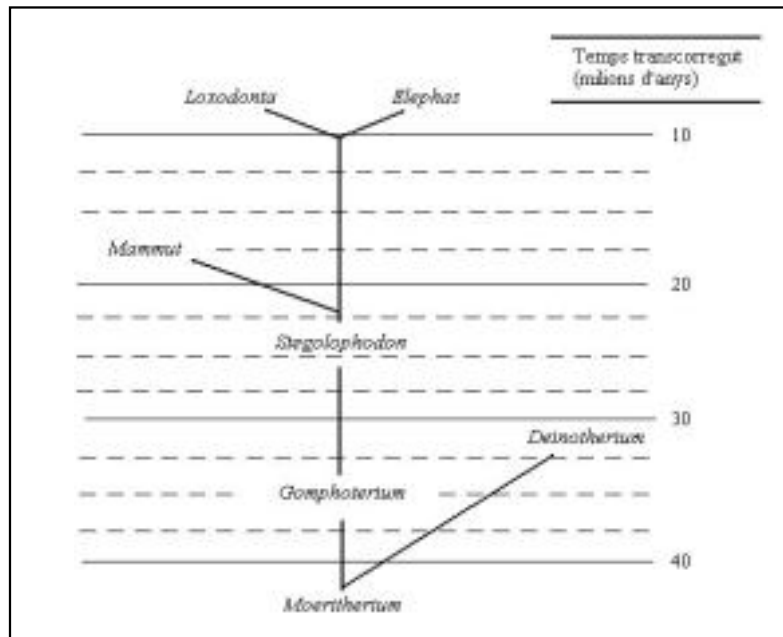 Temps transcorregut
(milions d'anys)
Loxodonta
Elephas
10
Mammut
20
Stegolophodon
30
Deinotherium
Gomphoterium
40
Moeritherium